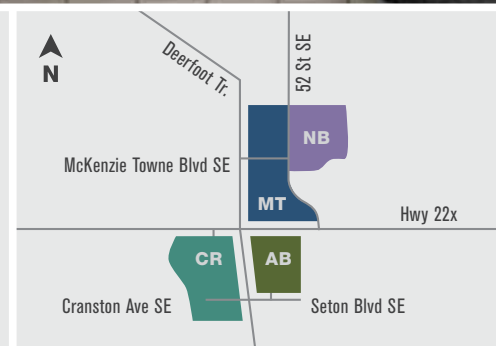 N
Deerfoot Tr.
52 St SE
NB
McKenzie Towne Blvd SE
MT
Hwy 22x
CR
AB
Cranston Ave SE
Seton Blvd SE